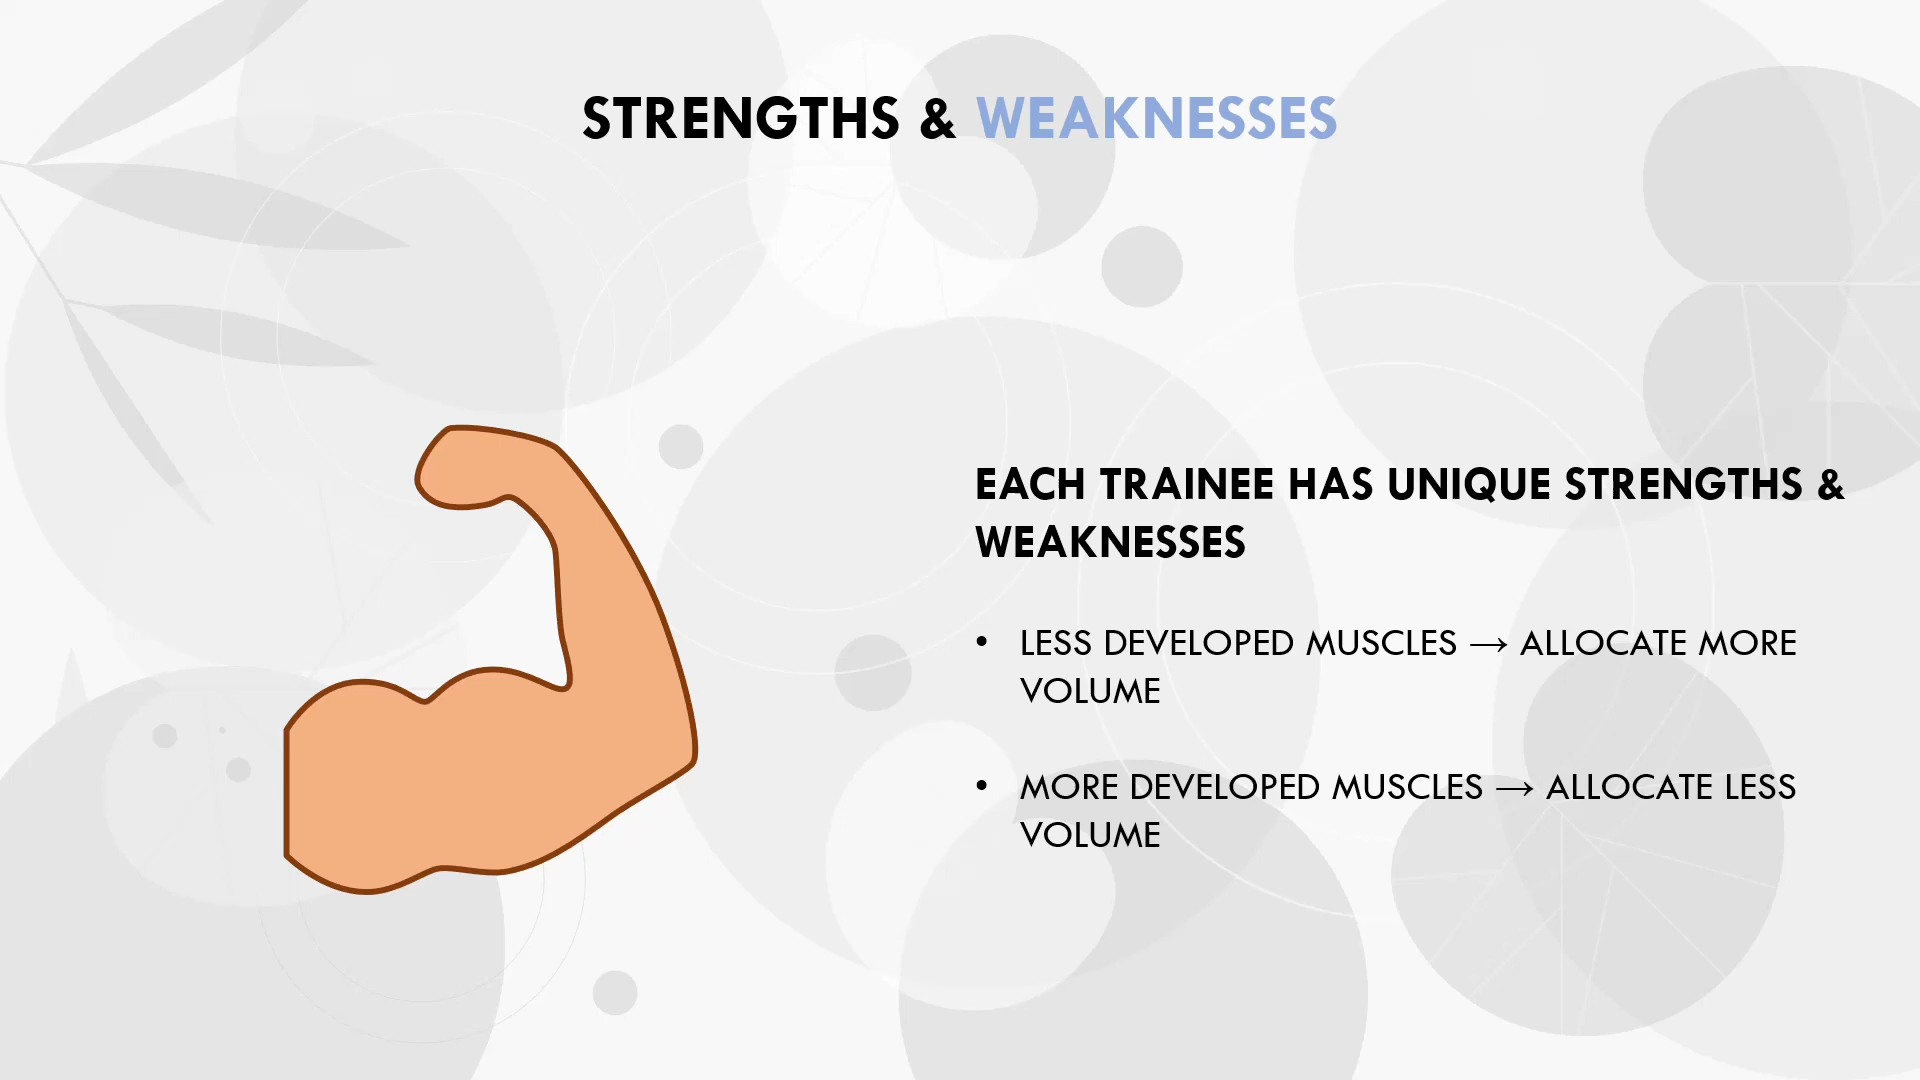 STRENGTHS & WEAKNESSES
EACH TRAINEE HAS UNIQUE STRENGTHS &
WEAKNESSES
• LESS DEVELOPED MUSCLES → ALLOCATE MORE
VOLUME
• MORE DEVELOPED MUSCLES → ALLOCATE LESS
VOLUME